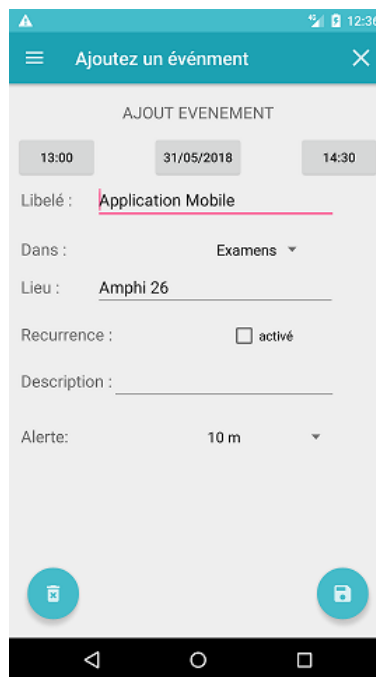 12:36
Ajoutez un événment
AJOUT EVENEMENT
13:00 31/05/2018 14:30
Libelé : Application Mobile
Dans : Examens
Lieu : Amphi 26
Recurrence : activé
Description :
Alerte: 10 m